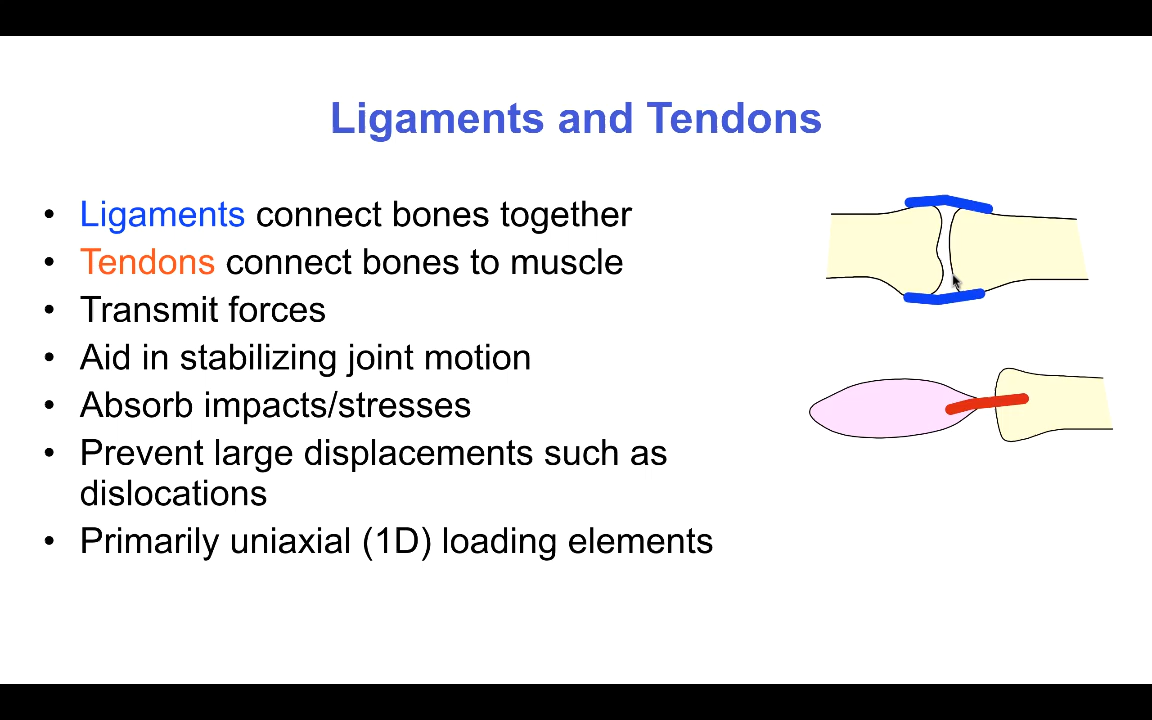 Ligaments and Tendons
• Ligaments connect bones together
• Tendons connect bones to muscle
• Transmit forces
• Aid in stabilizing joint motion
• Absorb impacts/stresses
• Prevent large displacements such as
dislocations
• Primarily uniaxial (1D) loading elements